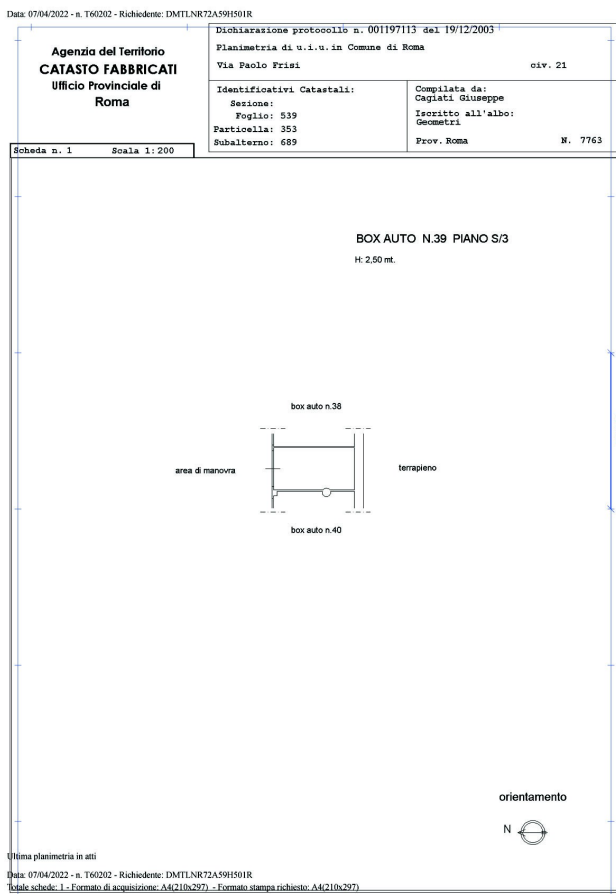 Data: 07/04/2022 - n. T60202 - Richiedente: DMTLNR72A59H501R
Agenzia del Territorio
CATASTO FABBRICATI
Ufficio Provinciale di
Roma
Dichiarazione protocollo n. 001197113 del 19/12/2003
Planimetria di u.i.u. in Comune di Roma
Via Paolo Frisi civ. 21
Identificativi Catastali:
Sezione:
Foglio: 539
Particella: 353
Subalterno: 689
Compilata da:
Cagiati Giuseppe
Iscritto all'albo:
Geometri
Prov. Roma N. 7763
Scheda n. 1 Scala 1:200
BOX AUTO N.39 PIANO S/3
H: 2,50 mt.
box auto n.38
area di manovra
terrapieno
box auto n.40
orientamento
N
Ultima planimetria in atti
Data: 07/04/2022 - n. T60202 - Richiedente: DMTLNR72A59H501R
Totale schede: 1 - Formato di acquisizione: A4(210x297) - Formato stampa richiesto: A4(210x297)